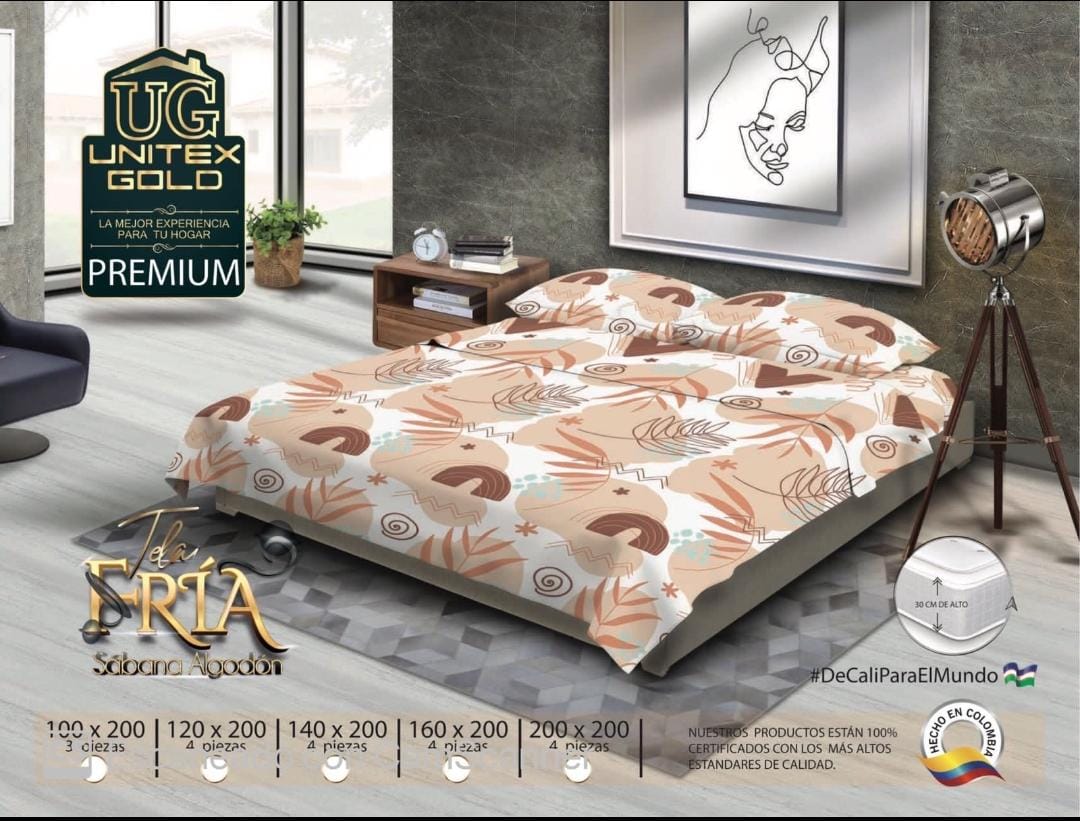 UG
UNITEX
GOLD
LA MEJOR EXPERIENCIA
PARA TU HOGAR
PREMIUM
Tela
FRÍA
Sábana Algodón
30 CM DE ALTO
#DeCaliParaElMundo
100 x 200
3 piezas
120 x 200
4 piezas
140 x 200
4 piezas
160 x 200
4 piezas
200 x 200
4 piezas
NUESTROS PRODUCTOS ESTÁN 100%
CERTIFICADOS CON LOS MÁS ALTOS
ESTANDARES DE CALIDAD.
HECHO EN COLOMBIA